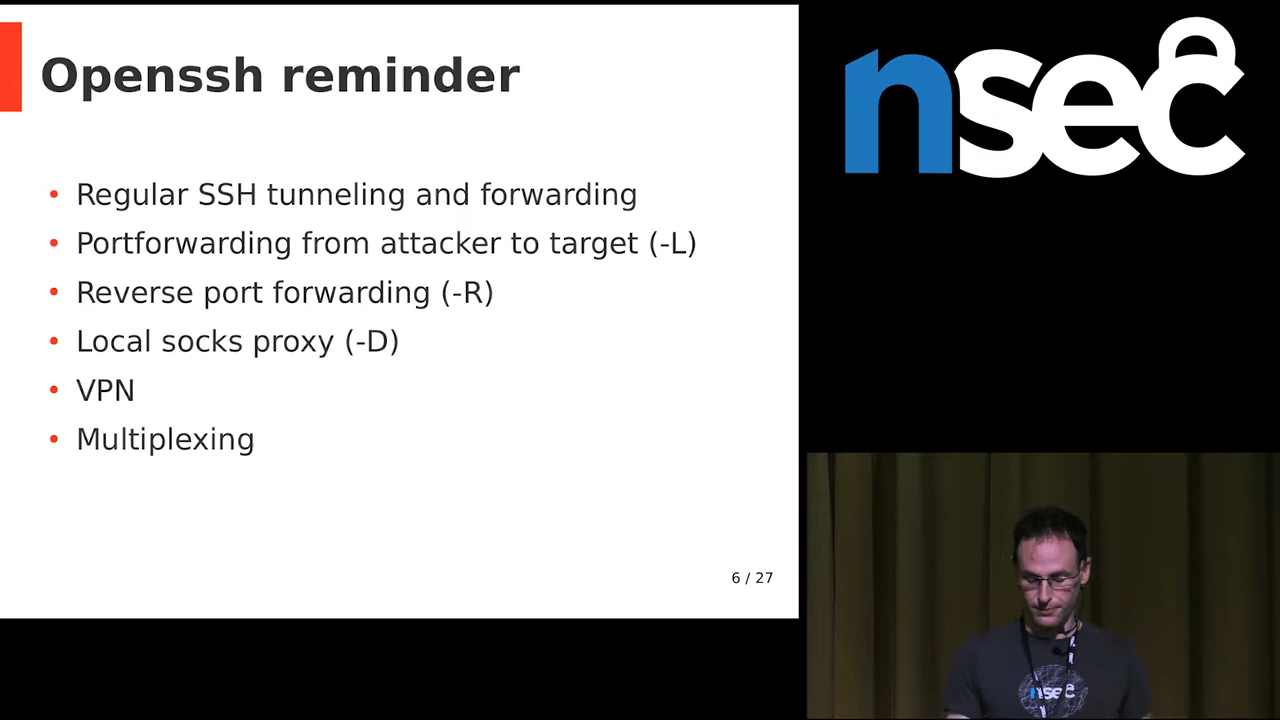 Openssh reminder
• Regular SSH tunneling and forwarding
• Portforwarding from attacker to target (-L)
• Reverse port forwarding (-R)
• Local socks proxy (-D)
• VPN
• Multiplexing
6 / 27
nsec
nsec